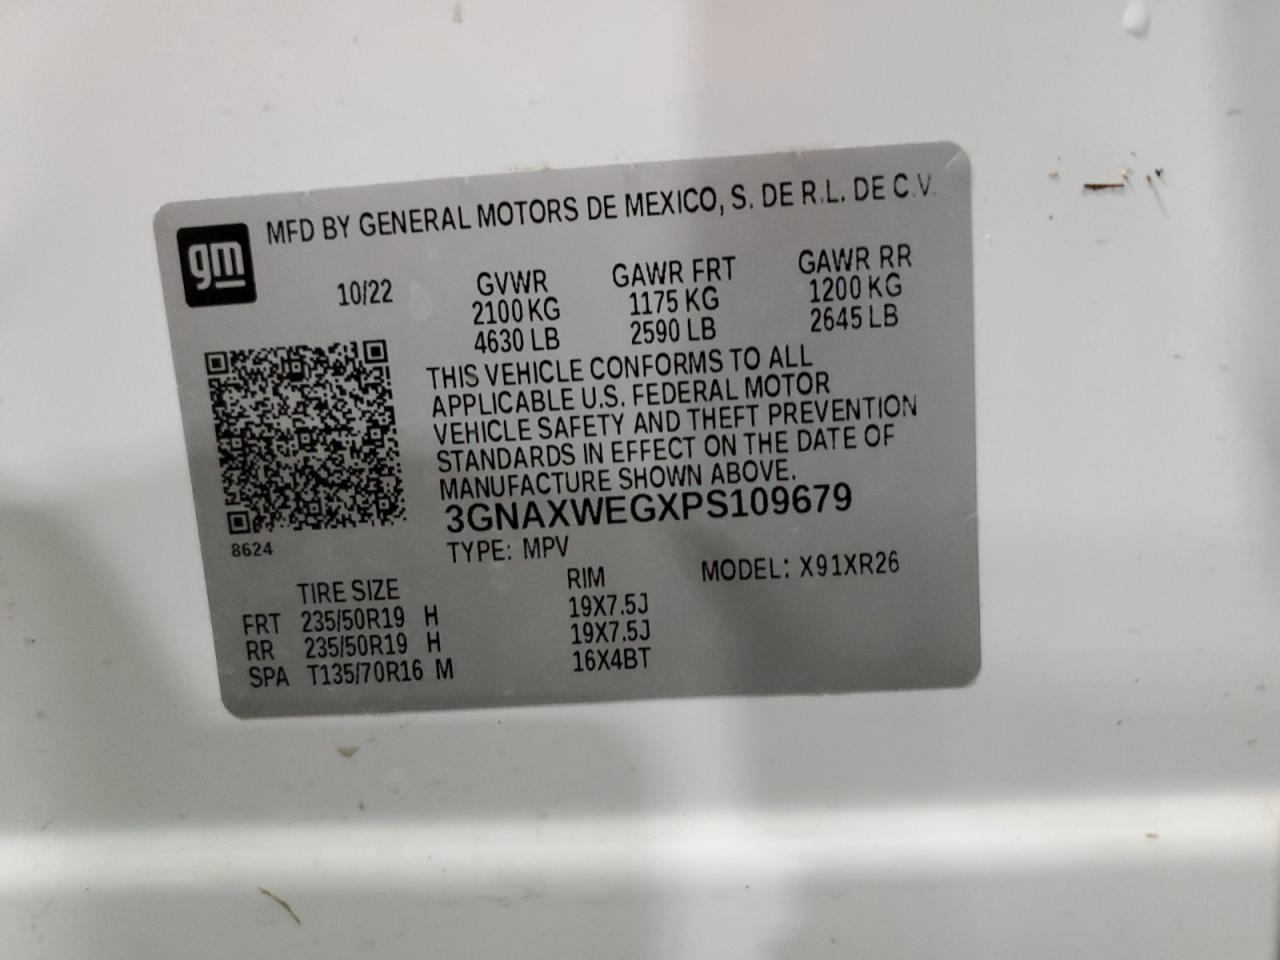 gm
MFD BY GENERAL MOTORS DE MEXICO, S. DE R.L. DE C.V.
10/22
GVWR GAWR FRT GAWR RR
2100 KG 1175 KG 1200 KG
4630 LB 2590 LB 2645 LB
THIS VEHICLE CONFORMS TO ALL
APPLICABLE U.S. FEDERAL MOTOR
VEHICLE SAFETY AND THEFT PREVENTION
STANDARDS IN EFFECT ON THE DATE OF
MANUFACTURE SHOWN ABOVE.
3GNAXWEGXPS109679
8624
TYPE: MPV
MODEL: X91XR26
TIRE SIZE RIM
FRT 235/50R19 H 19X7.5J
RR 235/50R19 H 19X7.5J
SPA T135/70R16 M 16X4BT